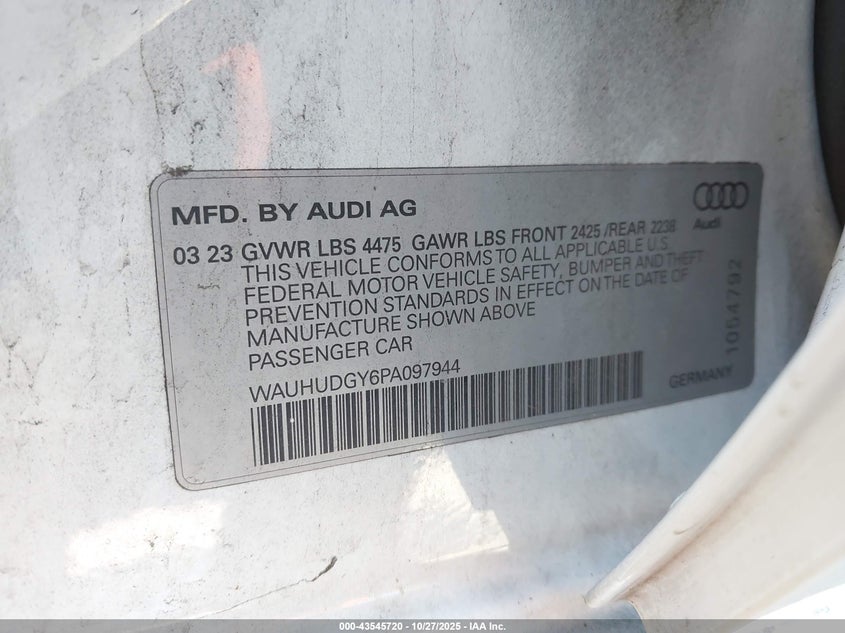 MFD. BY AUDI AG
Audi
03 23 GVWR LBS 4475 GAWR LBS FRONT 2425 /REAR 2238
THIS VEHICLE CONFORMS TO ALL APPLICABLE U.S.
FEDERAL MOTOR VEHICLE SAFETY, BUMPER AND THEFT
PREVENTION STANDARDS IN EFFECT ON THE DATE OF
MANUFACTURE SHOWN ABOVE
PASSENGER CAR
WAUHUDGY6PA097944
GERMANY
1054792
000-43545720 | 10/27/2025 | IAA Inc.